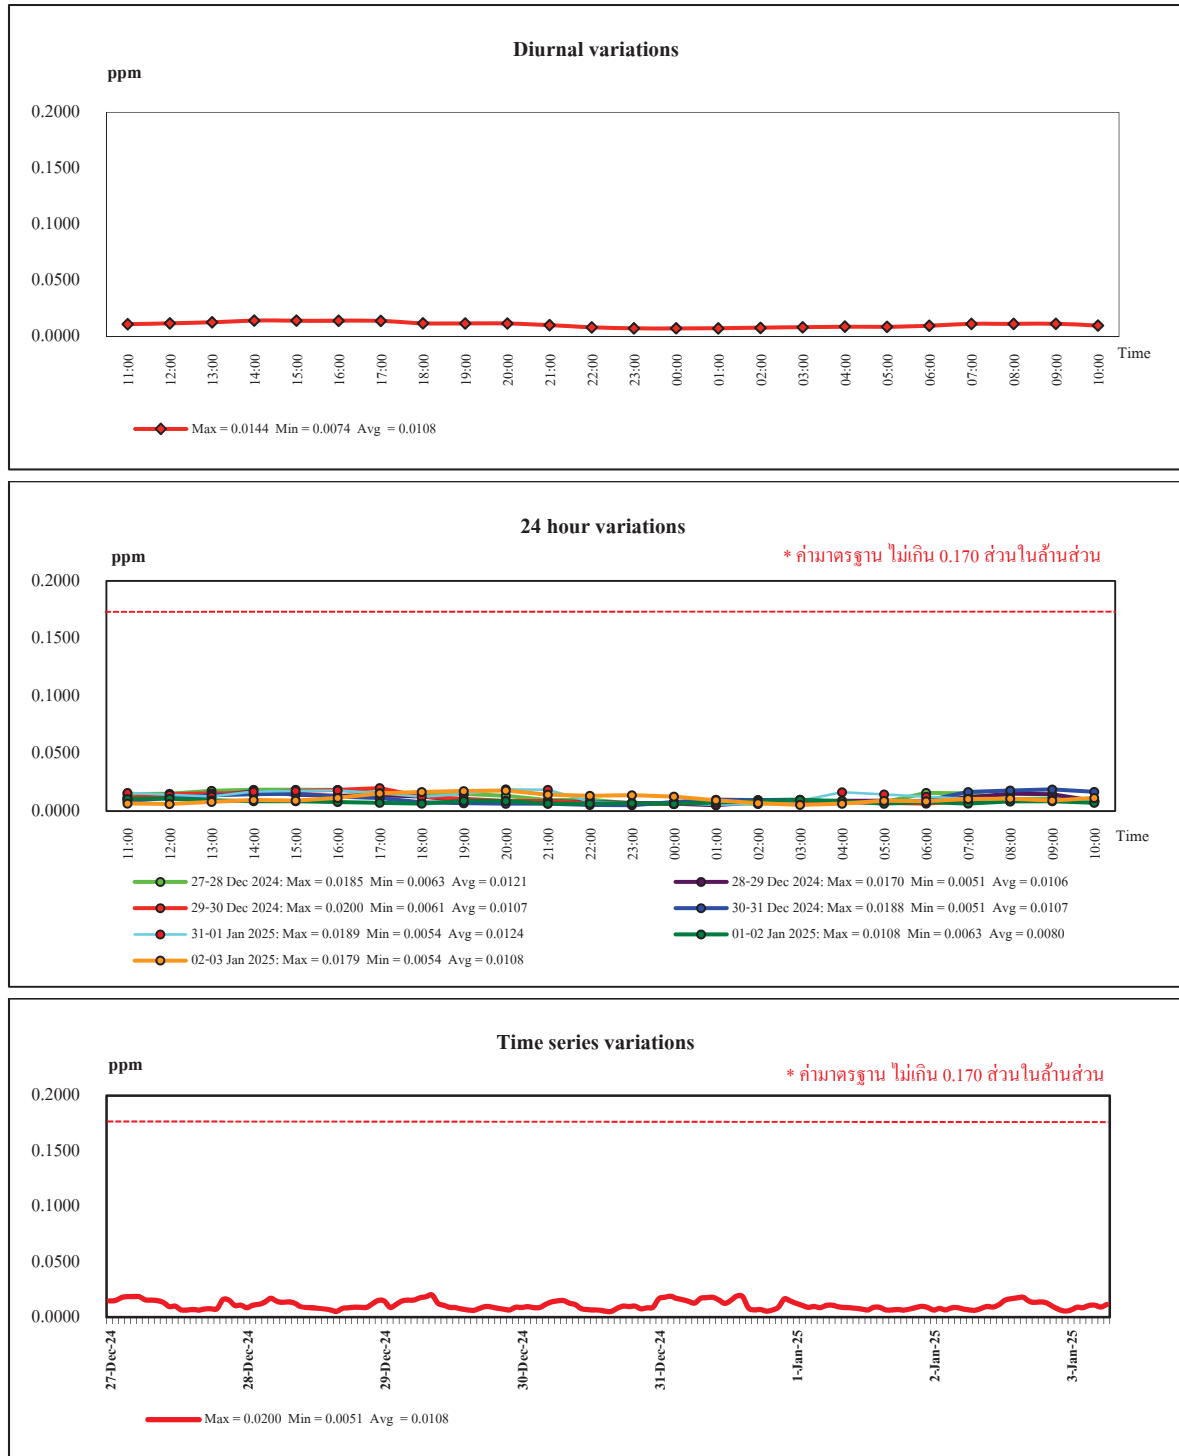 Diurnal variations
ppm
0.2000
0.1500
0.1000
0.0500
0.0000
11:00 12:00 13:00 14:00 15:00 16:00 17:00 18:00 19:00 20:00 21:00 22:00 23:00 00:00 01:00 02:00 03:00 04:00 05:00 06:00 07:00 08:00 09:00 10:00 Time
Max = 0.0144 Min = 0.0074 Avg = 0.0108
24 hour variations
ppm
* ค่ามาตรฐาน ไม่เกิน 0.170 ส่วนในล้านส่วน
0.2000
0.1500
0.1000
0.0500
0.0000
11:00 12:00 13:00 14:00 15:00 16:00 17:00 18:00 19:00 20:00 21:00 22:00 23:00 00:00 01:00 02:00 03:00 04:00 05:00 06:00 07:00 08:00 09:00 10:00 Time
27-28 Dec 2024: Max = 0.0185 Min = 0.0063 Avg = 0.0121
28-29 Dec 2024: Max = 0.0170 Min = 0.0051 Avg = 0.0106
29-30 Dec 2024: Max = 0.0200 Min = 0.0061 Avg = 0.0107
30-31 Dec 2024: Max = 0.0188 Min = 0.0051 Avg = 0.0107
31-01 Jan 2025: Max = 0.0189 Min = 0.0054 Avg = 0.0124
01-02 Jan 2025: Max = 0.0108 Min = 0.0063 Avg = 0.0080
02-03 Jan 2025: Max = 0.0179 Min = 0.0054 Avg = 0.0108
Time series variations
ppm
* ค่ามาตรฐาน ไม่เกิน 0.170 ส่วนในล้านส่วน
0.2000
0.1500
0.1000
0.0500
0.0000
27-Dec-24 28-Dec-24 29-Dec-24 30-Dec-24 31-Dec-24 1-Jan-25 2-Jan-25 3-Jan-25
Max = 0.0200 Min = 0.0051 Avg = 0.0108